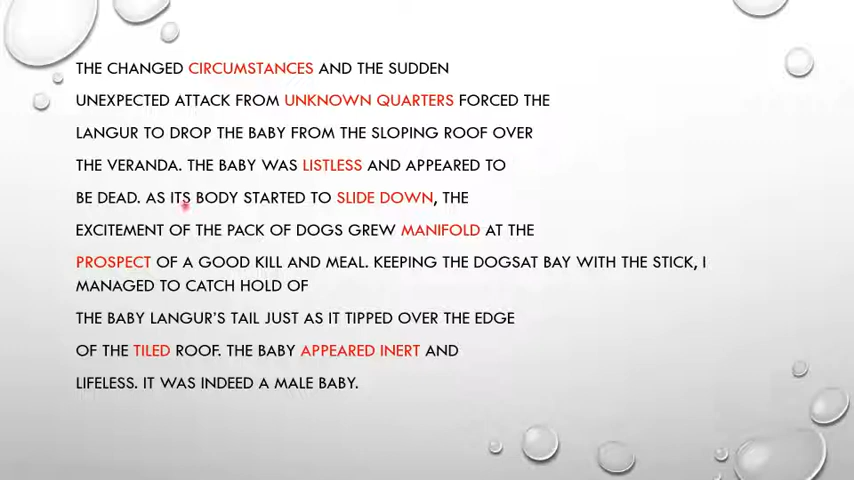 THE CHANGED CIRCUMSTANCES AND THE SUDDEN
UNEXPECTED ATTACK FROM UNKNOWN QUARTERS FORCED THE
LANGUR TO DROP THE BABY FROM THE SLOPING ROOF OVER
THE VERANDA. THE BABY WAS LISTLESS AND APPEARED TO
BE DEAD. AS ITS BODY STARTED TO SLIDE DOWN, THE
EXCITEMENT OF THE PACK OF DOGS GREW MANIFOLD AT THE
PROSPECT OF A GOOD KILL AND MEAL. KEEPING THE DOGSAT BAY WITH THE STICK, I
MANAGED TO CATCH HOLD OF
THE BABY LANGUR'S TAIL JUST AS IT TIPPED OVER THE EDGE
OF THE TILED ROOF. THE BABY APPEARED INERT AND
LIFELESS. IT WAS INDEED A MALE BABY.